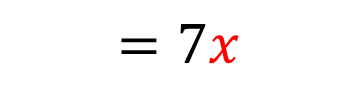 = 7x